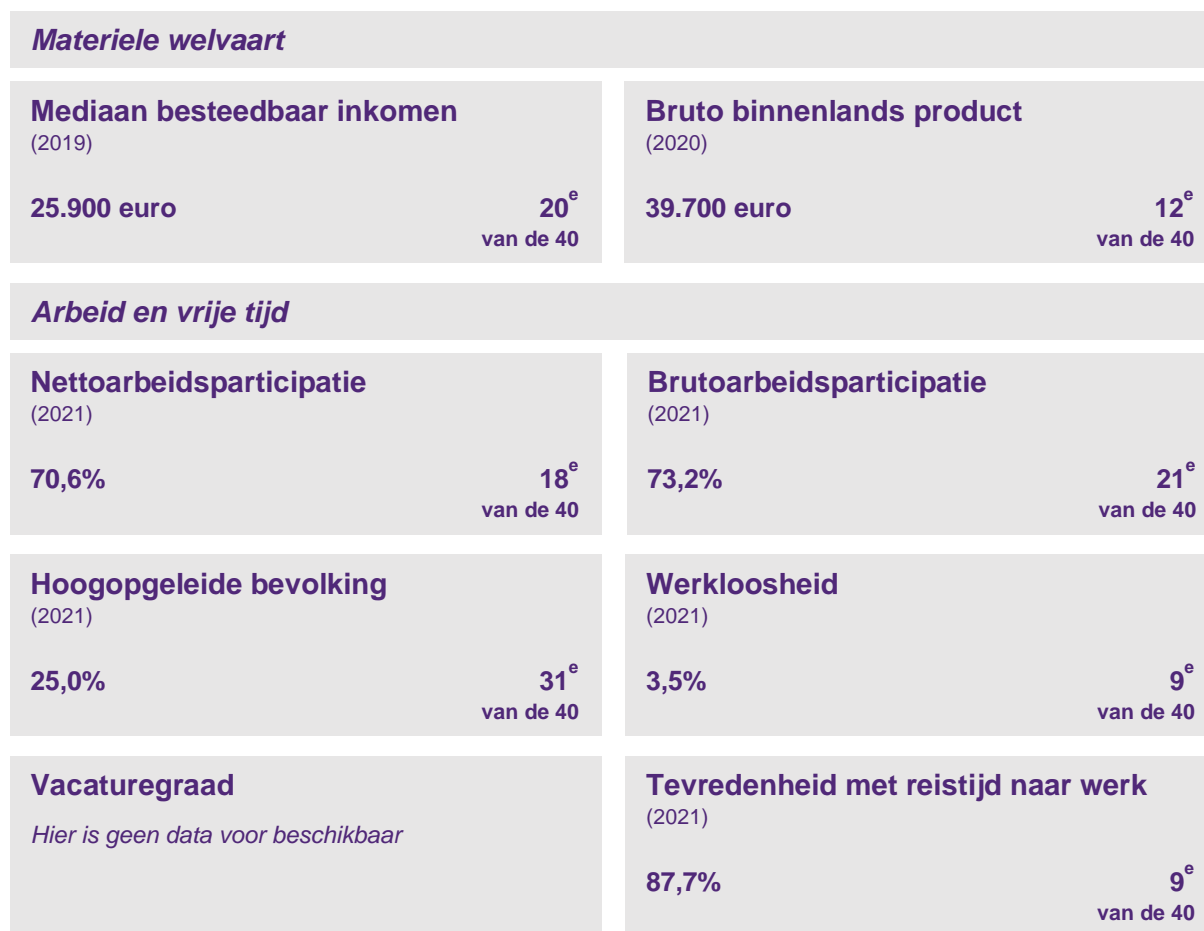 Materiele welvaart
Mediaan besteedbaar inkomen
(2019)
25.900 euro 20e
van de 40
Bruto binnenlands product
(2020)
39.700 euro 12e
van de 40
Arbeid en vrije tijd
Nettoarbeidsparticipatie
(2021)
70,6% 18e
van de 40
Brutoarbeidsparticipatie
(2021)
73,2% 21e
van de 40
Hoogopgeleide bevolking
(2021)
25,0% 31e
van de 40
Werkloosheid
(2021)
3,5% 9e
van de 40
Vacaturegraad
Hier is geen data voor beschikbaar
Tevredenheid met reistijd naar werk
(2021)
87,7% 9e
van de 40